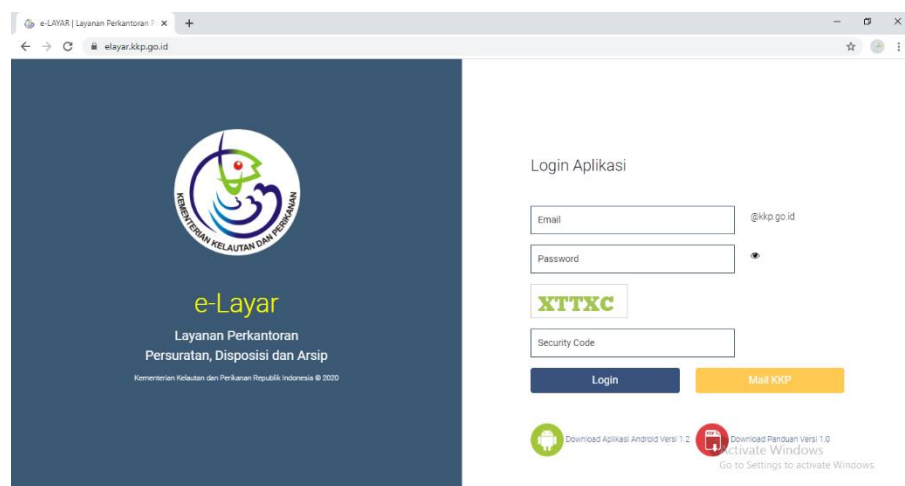 e-LAYAR | Layanan Perkantoran P
elayar.kkp.go.id
KEMENTERIAN KELAUTAN DAN PERIKANAN
e-Layar
Layanan Perkantoran
Persuratan, Disposisi dan Arsip
Kementerian Kelautan dan Perikanan Republik Indonesia @ 2020
Login Aplikasi
Email
@kkp.go.id
Password
XTTXC
Security Code
Login
Mail KKP
Download Aplikasi Android Versi 1.2
Download Panduan Versi 1.0
Activate Windows
Go to Settings to activate Windows.